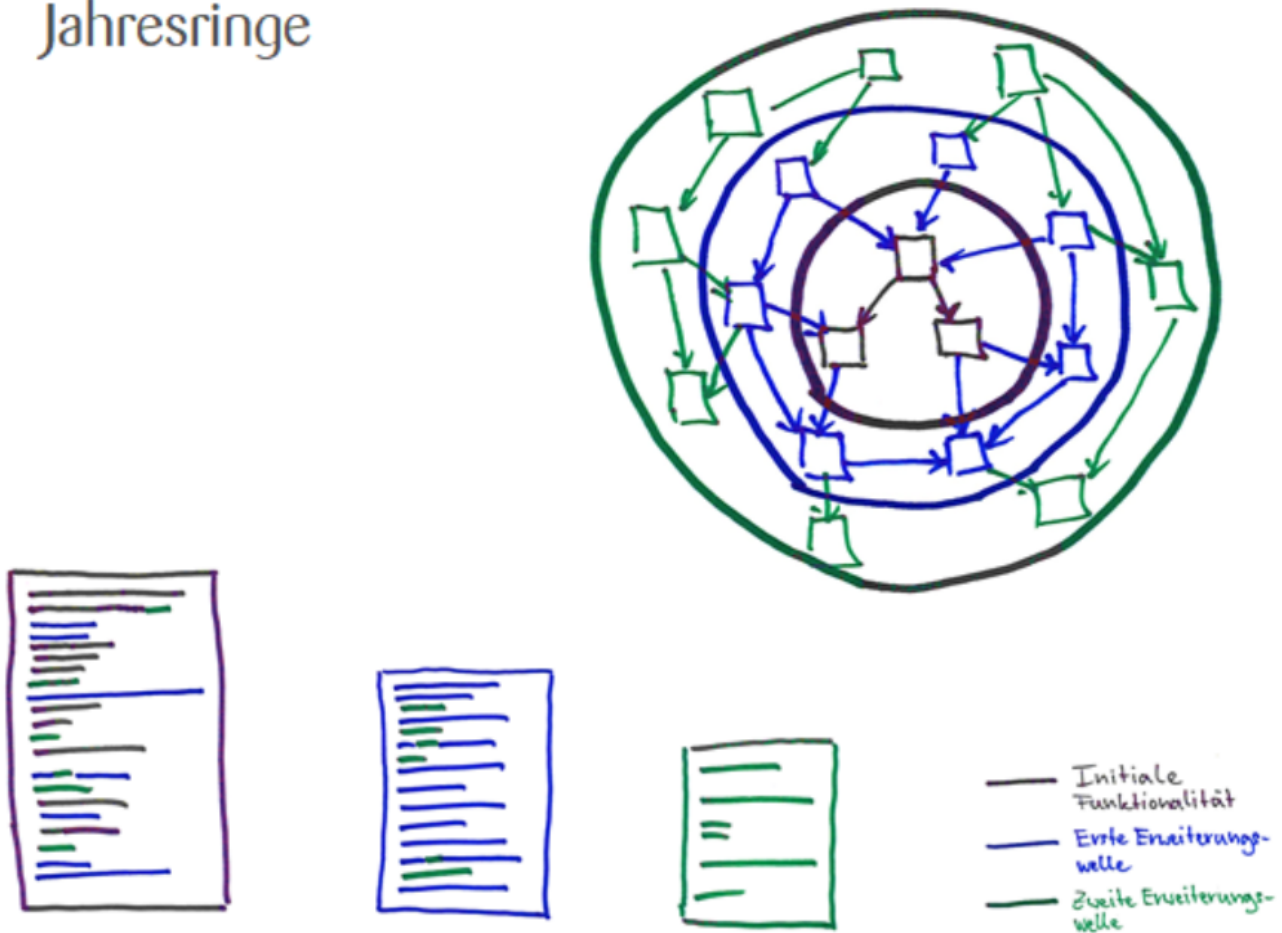 Jahresringe
Initiale
Funktionalität
Erste Erweiterungs-
welle
Zweite Erweiterungs-
welle